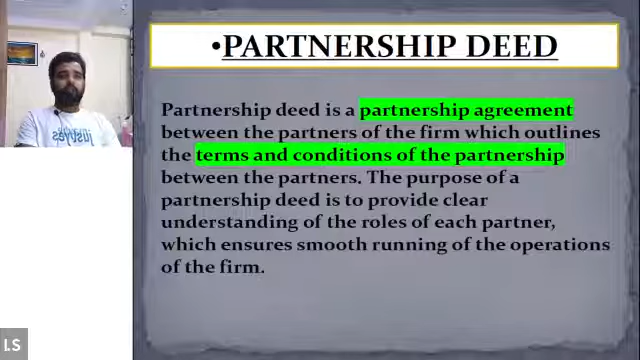 •PARTNERSHIP DEED
Partnership deed is a partnership agreement
between the partners of the firm which outlines
the terms and conditions of the partnership
between the partners. The purpose of a
partnership deed is to provide clear
understanding of the roles of each partner,
which ensures smooth running of the operations
of the firm.
I.S